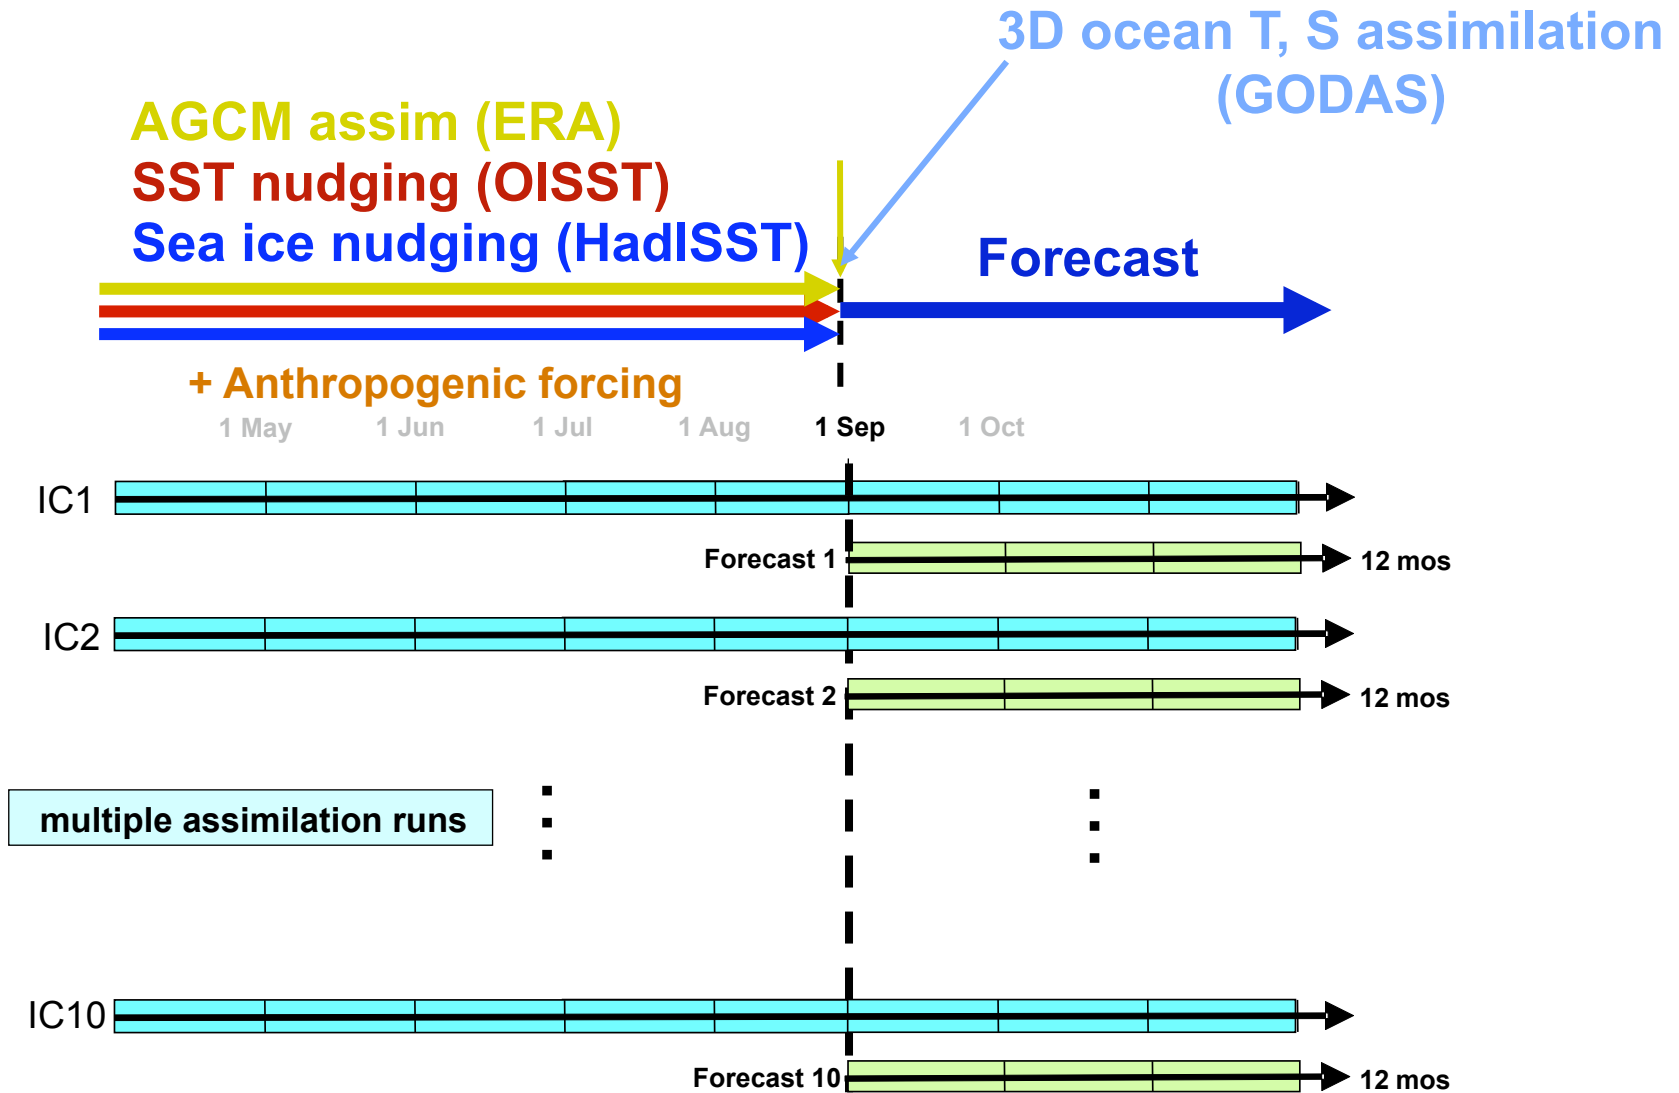 3D ocean T, S assimilation
(GODAS)
AGCM assim (ERA)
SST nudging (OISST)
Sea ice nudging (HadISST)
Forecast
+ Anthropogenic forcing
1 May 1 Jun 1 Jul 1 Aug 1 Sep 1 Oct
IC1
Forecast 1 12 mos
IC2
Forecast 2 12 mos
multiple assimilation runs
IC10
Forecast 10 12 mos